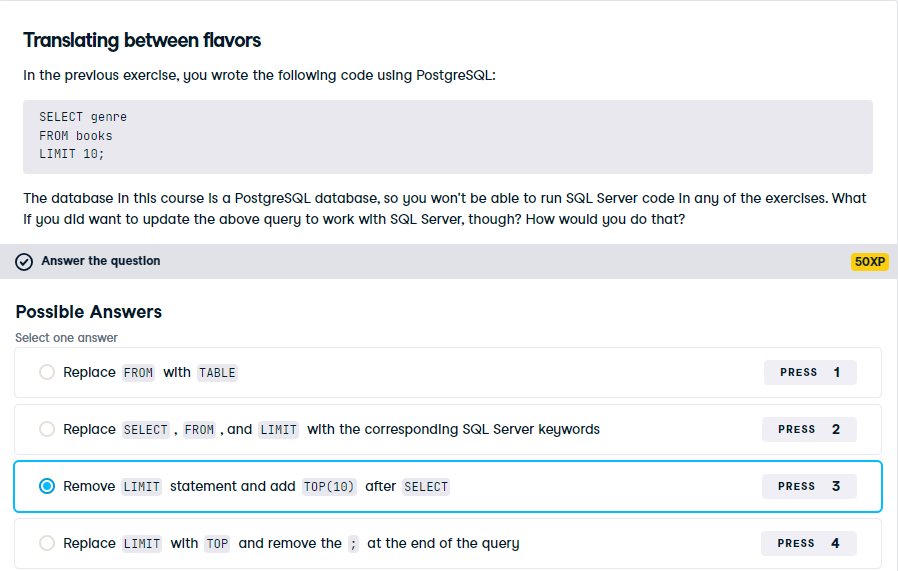 Translating between flavors
In the previous exercise, you wrote the following code using PostgreSQL:
SELECT genre
FROM books
LIMIT 10;
The database in this course is a PostgreSQL database, so you won't be able to run SQL Server code in any of the exercises. What
if you did want to update the above query to work with SQL Server, though? How would you do that?
Answer the question 50XP
Possible Answers
Select one answer
Replace FROM with TABLE PRESS 1
Replace SELECT, FROM, and LIMIT with the corresponding SQL Server keywords PRESS 2
Remove LIMIT statement and add TOP(10) after SELECT PRESS 3
Replace LIMIT with TOP and remove the ; at the end of the query PRESS 4